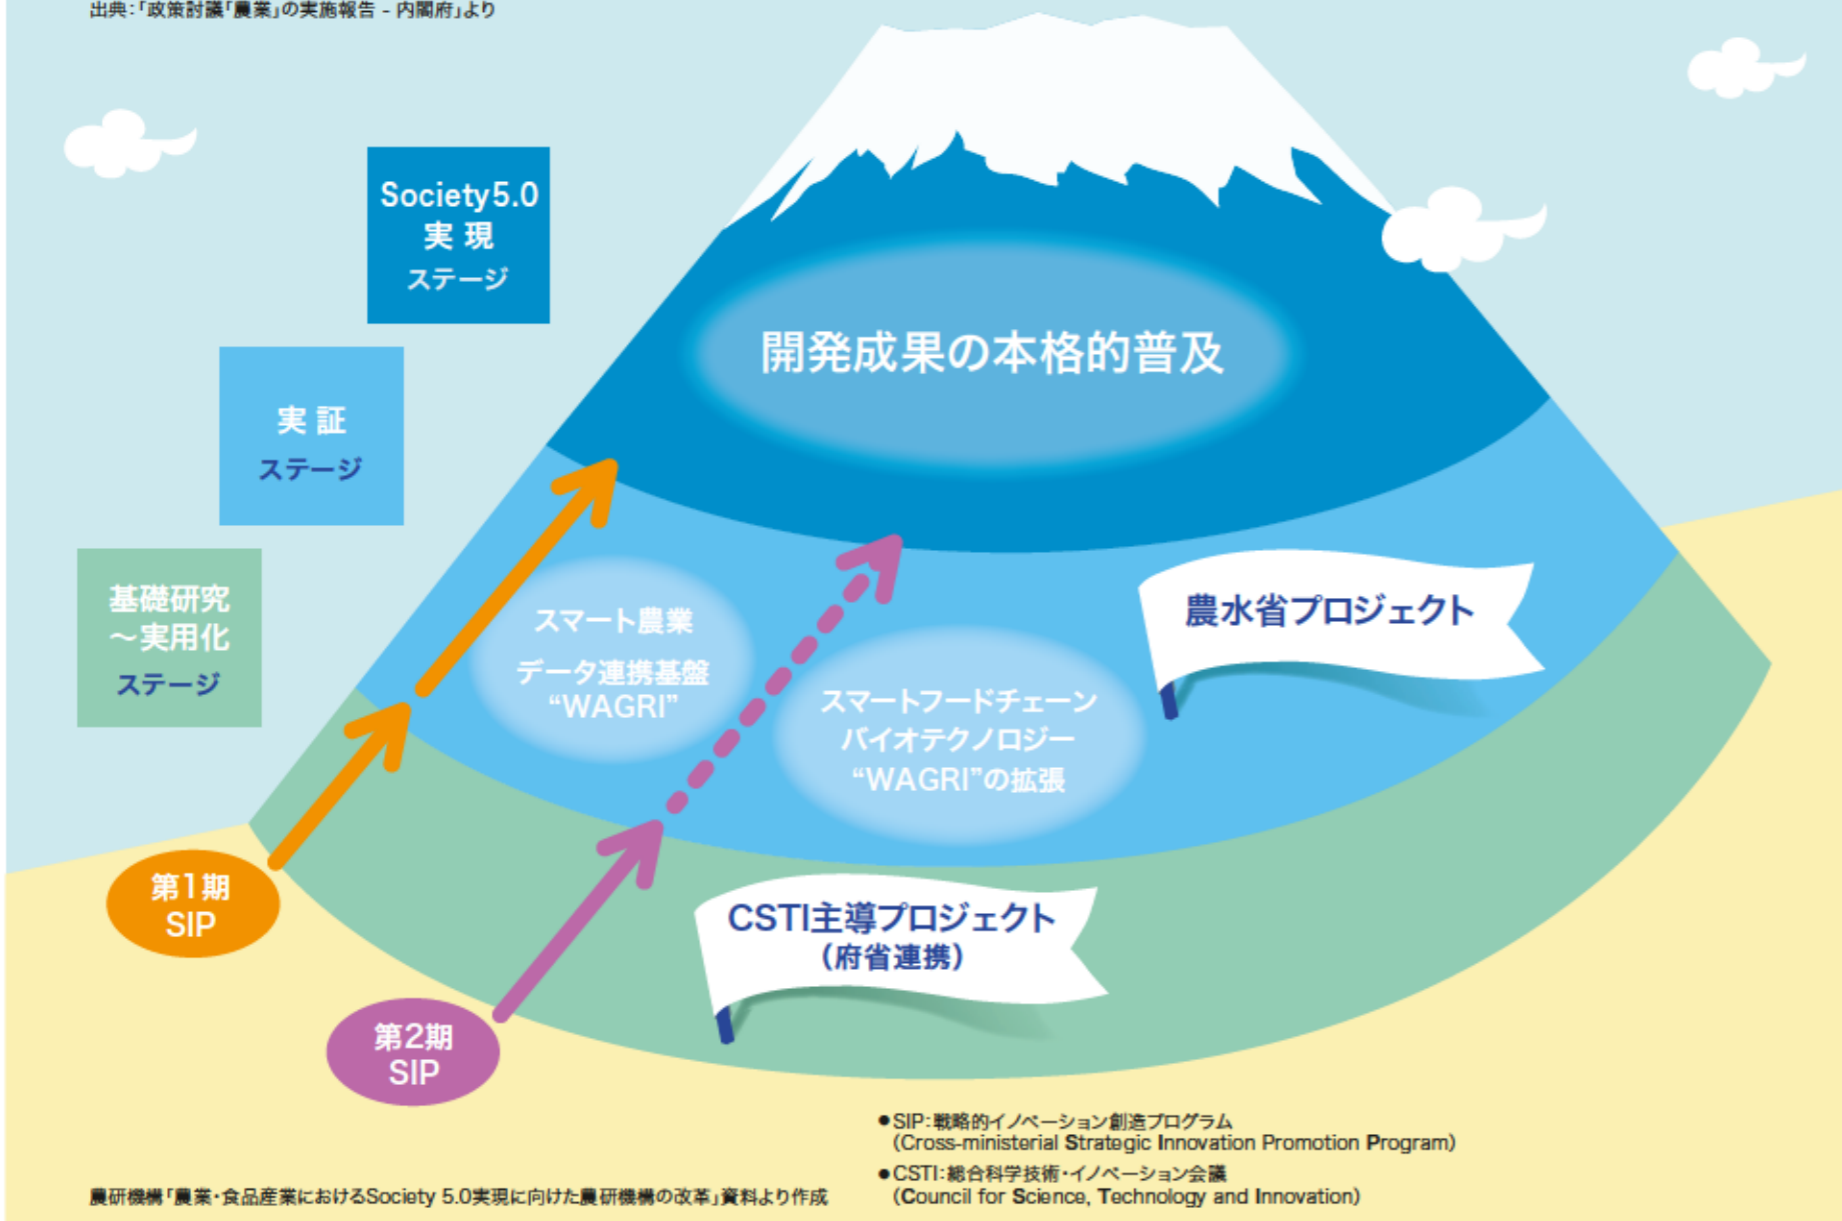 出典：「政策討議「農業」の実施報告 - 内閣府」より
Society5.0
実現
ステージ
開発成果の本格的普及
実証
ステージ
基礎研究
～実用化
ステージ
スマート農業
データ連携基盤
“WAGRI”
農水省プロジェクト
スマートフードチェーン
バイオテクノロジー
“WAGRI”の拡張
第1期
SIP
CSTI主導プロジェクト
（府省連携）
第2期
SIP
●SIP：戦略的イノベーション創造プログラム
（Cross-ministerial Strategic Innovation Promotion Program）
●CSTI：総合科学技術・イノベーション会議
（Council for Science, Technology and Innovation）
農研機構「農業・食品産業におけるSociety 5.0実現に向けた農研機構の改革」資料より作成